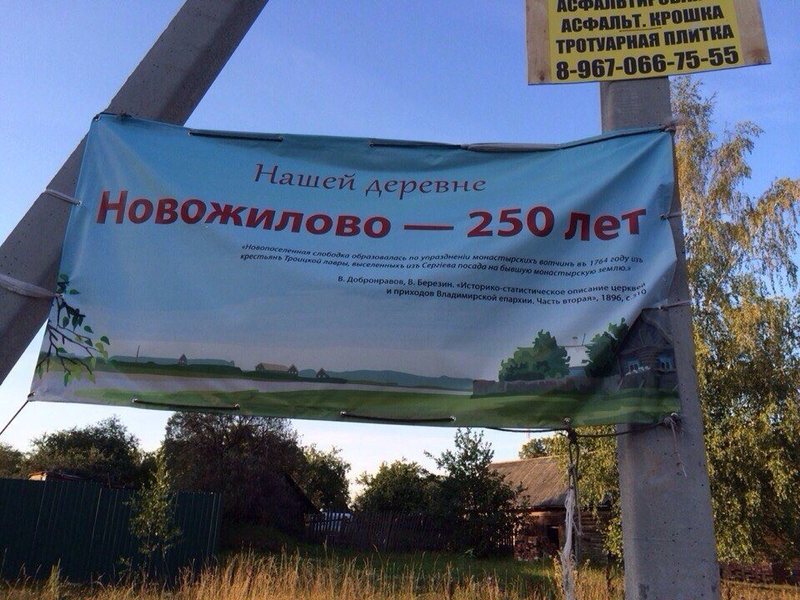 АСФАЛЬТ. КРОШКА
ТРОТУАРНАЯ ПЛИТКА
8-967-066-75-55
Нашей деревне
Новожилово — 250 лет
«Новопоселенная слободка образовалась по упразднении монастырскихъ вотчинъ въ 1764 году изъ
крестьянъ Троицкой лавры, выселенныхъ изъ Сергіева посада на бывшую монастырскую землю.»
В. Добронравов, В. Березин. «Историко-статистическое описание церквей
и приходов Владимирской епархии. Часть вторая», 1896, с.